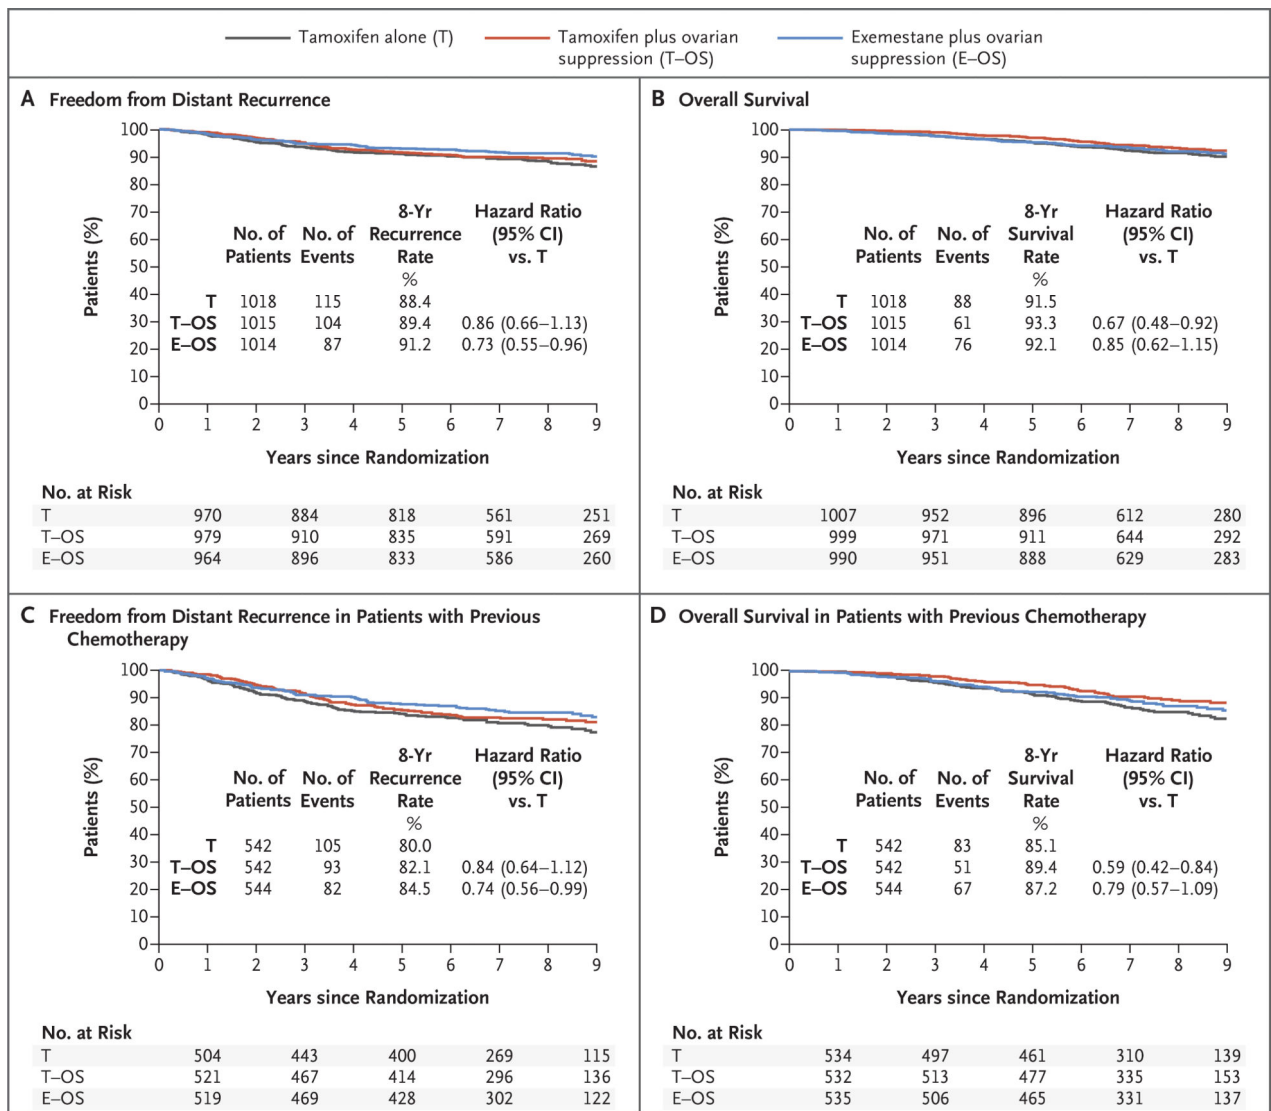 Tamoxifen alone (T)
Tamoxifen plus ovarian
suppression (T–OS)
Exemestane plus ovarian
suppression (E–OS)
A Freedom from Distant Recurrence
Patients (%)
100
90
80
70
60
50
40
30
20
10
0
0 1 2 3 4 5 6 7 8 9
Years since Randomization
8-Yr Hazard Ratio
No. of No. of Recurrence (95% CI)
Patients Events Rate vs. T
%
T 1018 115 88.4
T–OS 1015 104 89.4 0.86 (0.66–1.13)
E–OS 1014 87 91.2 0.73 (0.55–0.96)
No. at Risk
T 970 884 818 561 251
T–OS 979 910 835 591 269
E–OS 964 896 833 586 260
B Overall Survival
Patients (%)
100
90
80
70
60
50
40
30
20
10
0
0 1 2 3 4 5 6 7 8 9
Years since Randomization
8-Yr Hazard Ratio
No. of No. of Survival (95% CI)
Patients Events Rate vs. T
%
T 1018 88 91.5
T–OS 1015 61 93.3 0.67 (0.48–0.92)
E–OS 1014 76 92.1 0.85 (0.62–1.15)
No. at Risk
T 1007 952 896 612 280
T–OS 999 971 911 644 292
E–OS 990 951 888 629 283
C Freedom from Distant Recurrence in Patients with Previous
Chemotherapy
Patients (%)
100
90
80
70
60
50
40
30
20
10
0
0 1 2 3 4 5 6 7 8 9
Years since Randomization
8-Yr Hazard Ratio
No. of No. of Recurrence (95% CI)
Patients Events Rate vs. T
%
T 542 105 80.0
T–OS 542 93 82.1 0.84 (0.64–1.12)
E–OS 544 82 84.5 0.74 (0.56–0.99)
No. at Risk
T 504 443 400 269 115
T–OS 521 467 414 296 136
E–OS 519 469 428 302 122
D Overall Survival in Patients with Previous Chemotherapy
Patients (%)
100
90
80
70
60
50
40
30
20
10
0
0 1 2 3 4 5 6 7 8 9
Years since Randomization
8-Yr Hazard Ratio
No. of No. of Survival (95% CI)
Patients Events Rate vs. T
%
T 542 83 85.1
T–OS 542 51 89.4 0.59 (0.42–0.84)
E–OS 544 67 87.2 0.79 (0.57–1.09)
No. at Risk
T 534 497 461 310 139
T–OS 532 513 477 335 153
E–OS 535 506 465 331 137